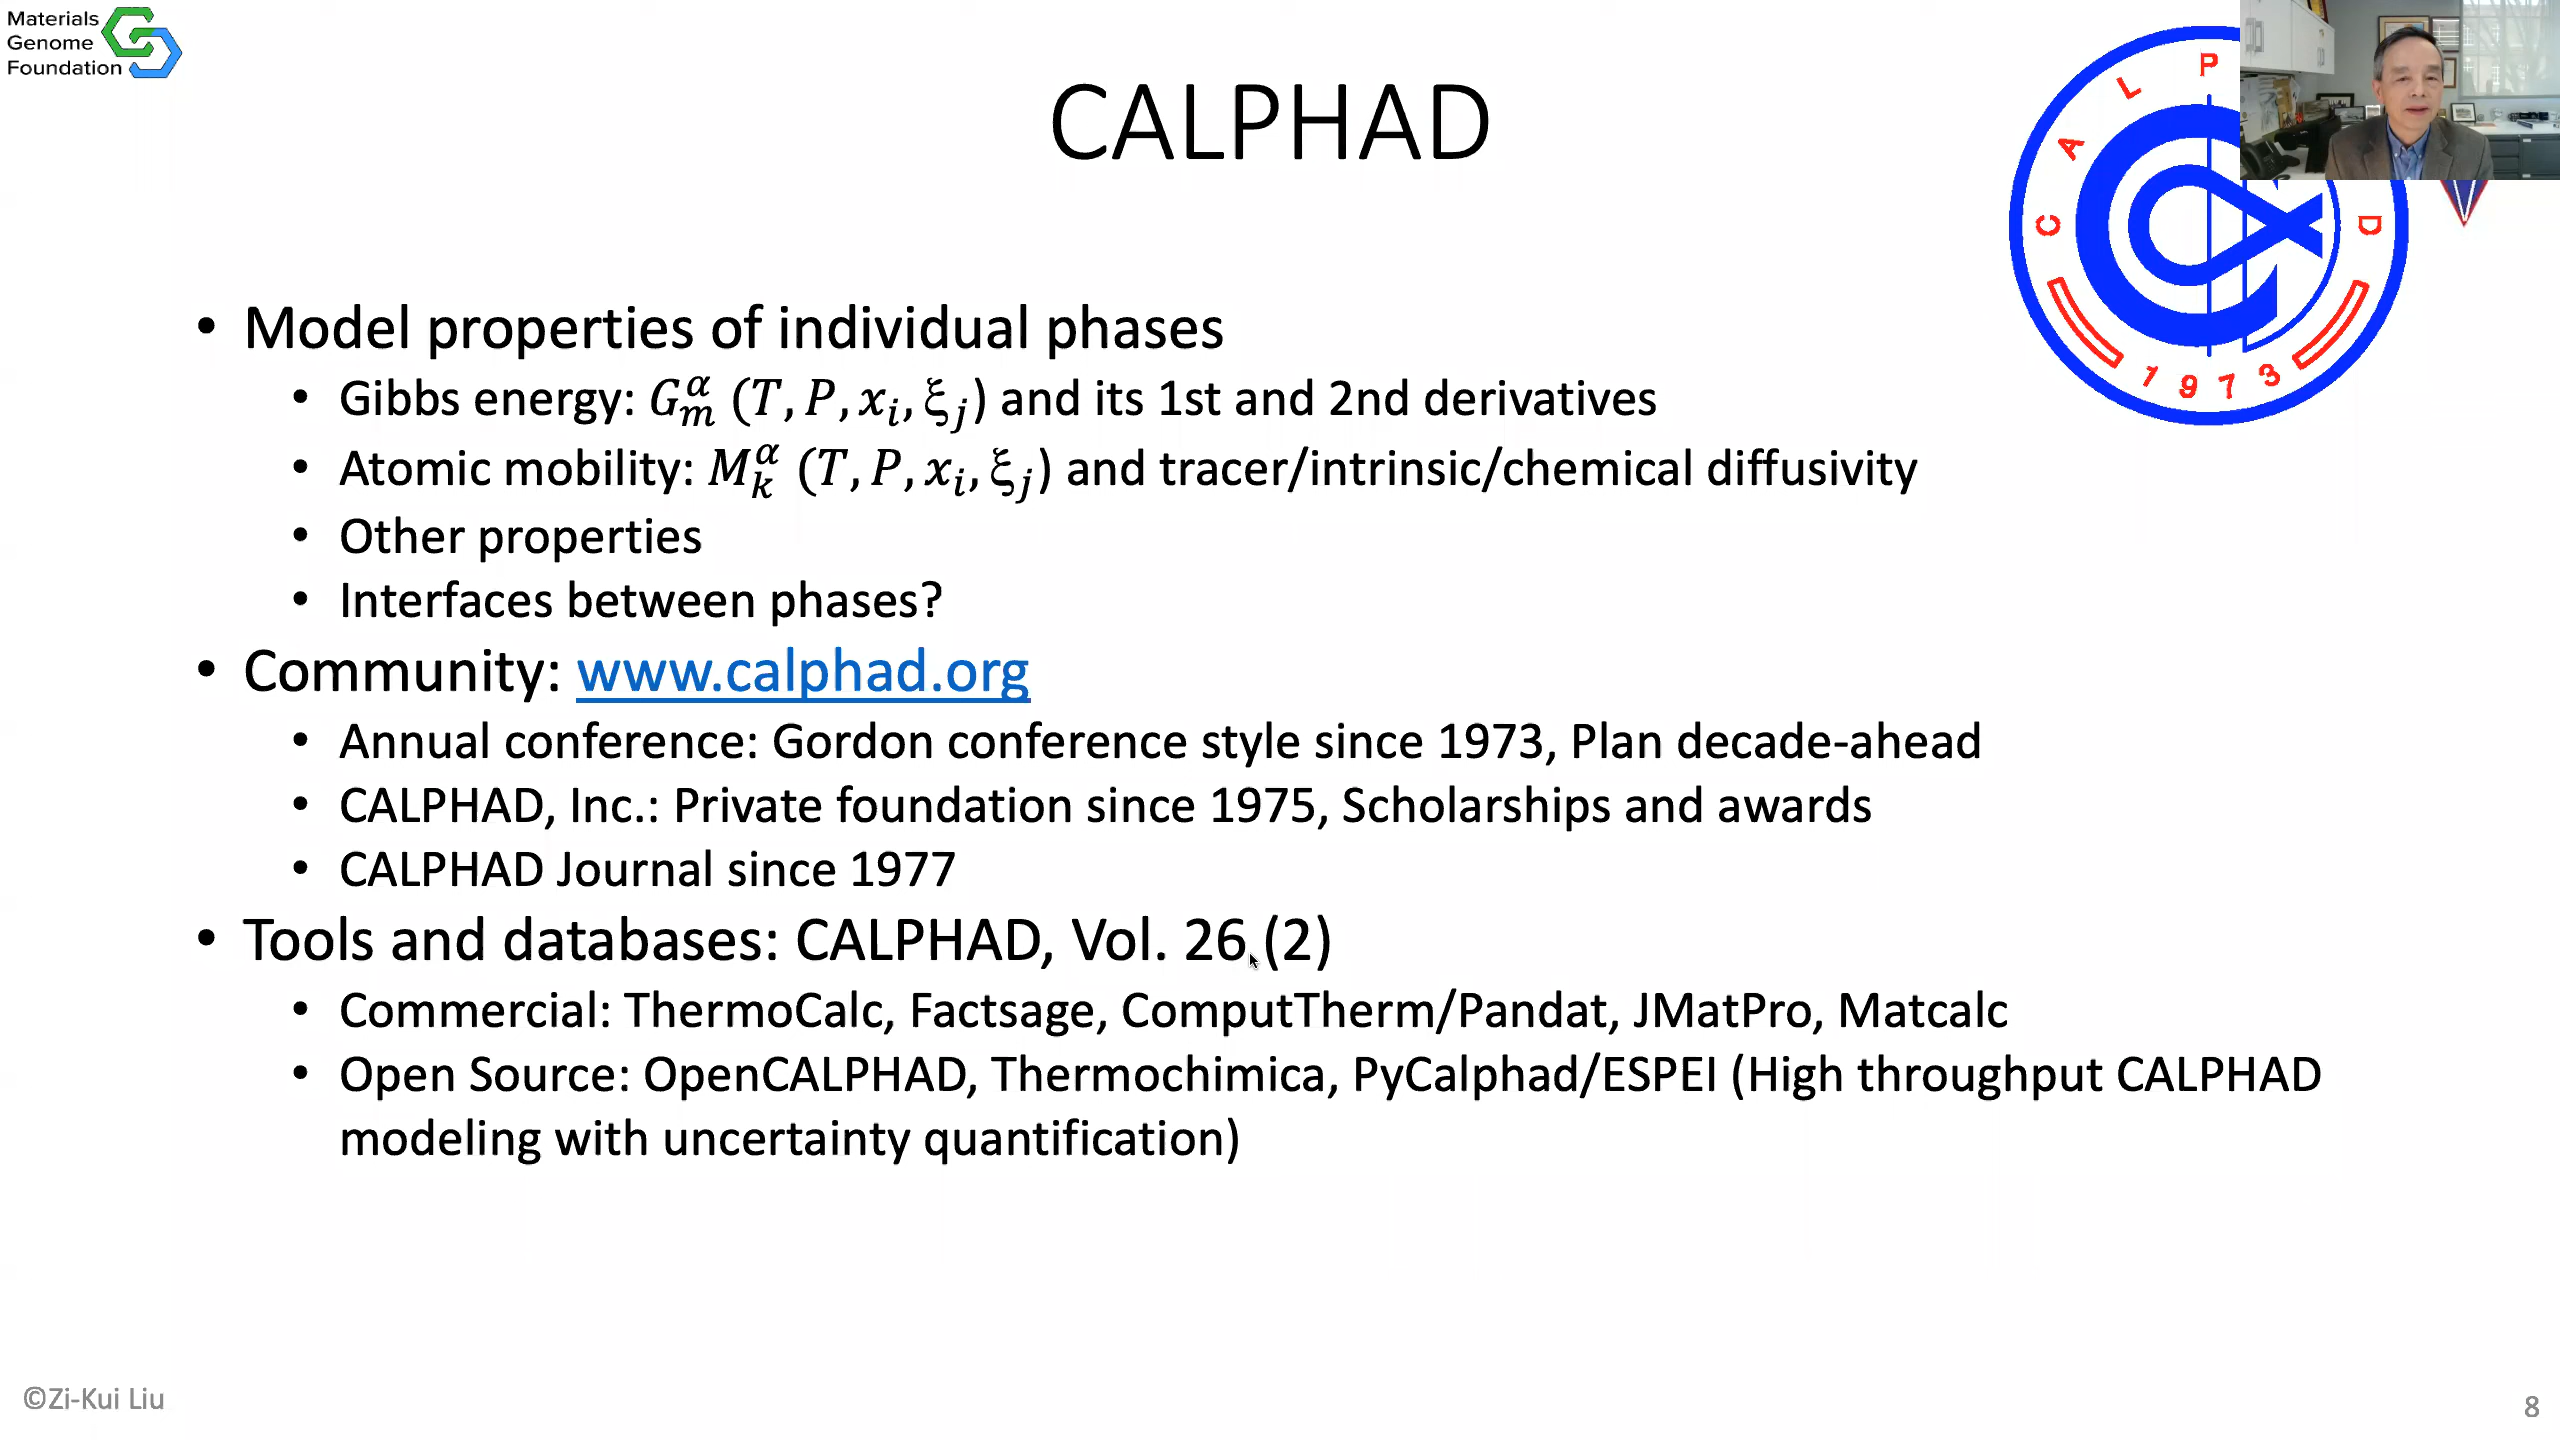 Materials
Genome
Foundation
CALPHAD
C A L P D
1973
• Model properties of individual phases
• Gibbs energy: G_m^α (T, P, x_i, ξ_j) and its 1st and 2nd derivatives
• Atomic mobility: M_k^α (T, P, x_i, ξ_j) and tracer/intrinsic/chemical diffusivity
• Other properties
• Interfaces between phases?
• Community: www.calphad.org
• Annual conference: Gordon conference style since 1973, Plan decade-ahead
• CALPHAD, Inc.: Private foundation since 1975, Scholarships and awards
• CALPHAD Journal since 1977
• Tools and databases: CALPHAD, Vol. 26 (2)
• Commercial: ThermoCalc, Factsage, ComputTherm/Pandat, JMatPro, Matcalc
• Open Source: OpenCALPHAD, Thermochimica, PyCalphad/ESPEI (High throughput CALPHAD
modeling with uncertainty quantification)
©Zi-Kui Liu
8